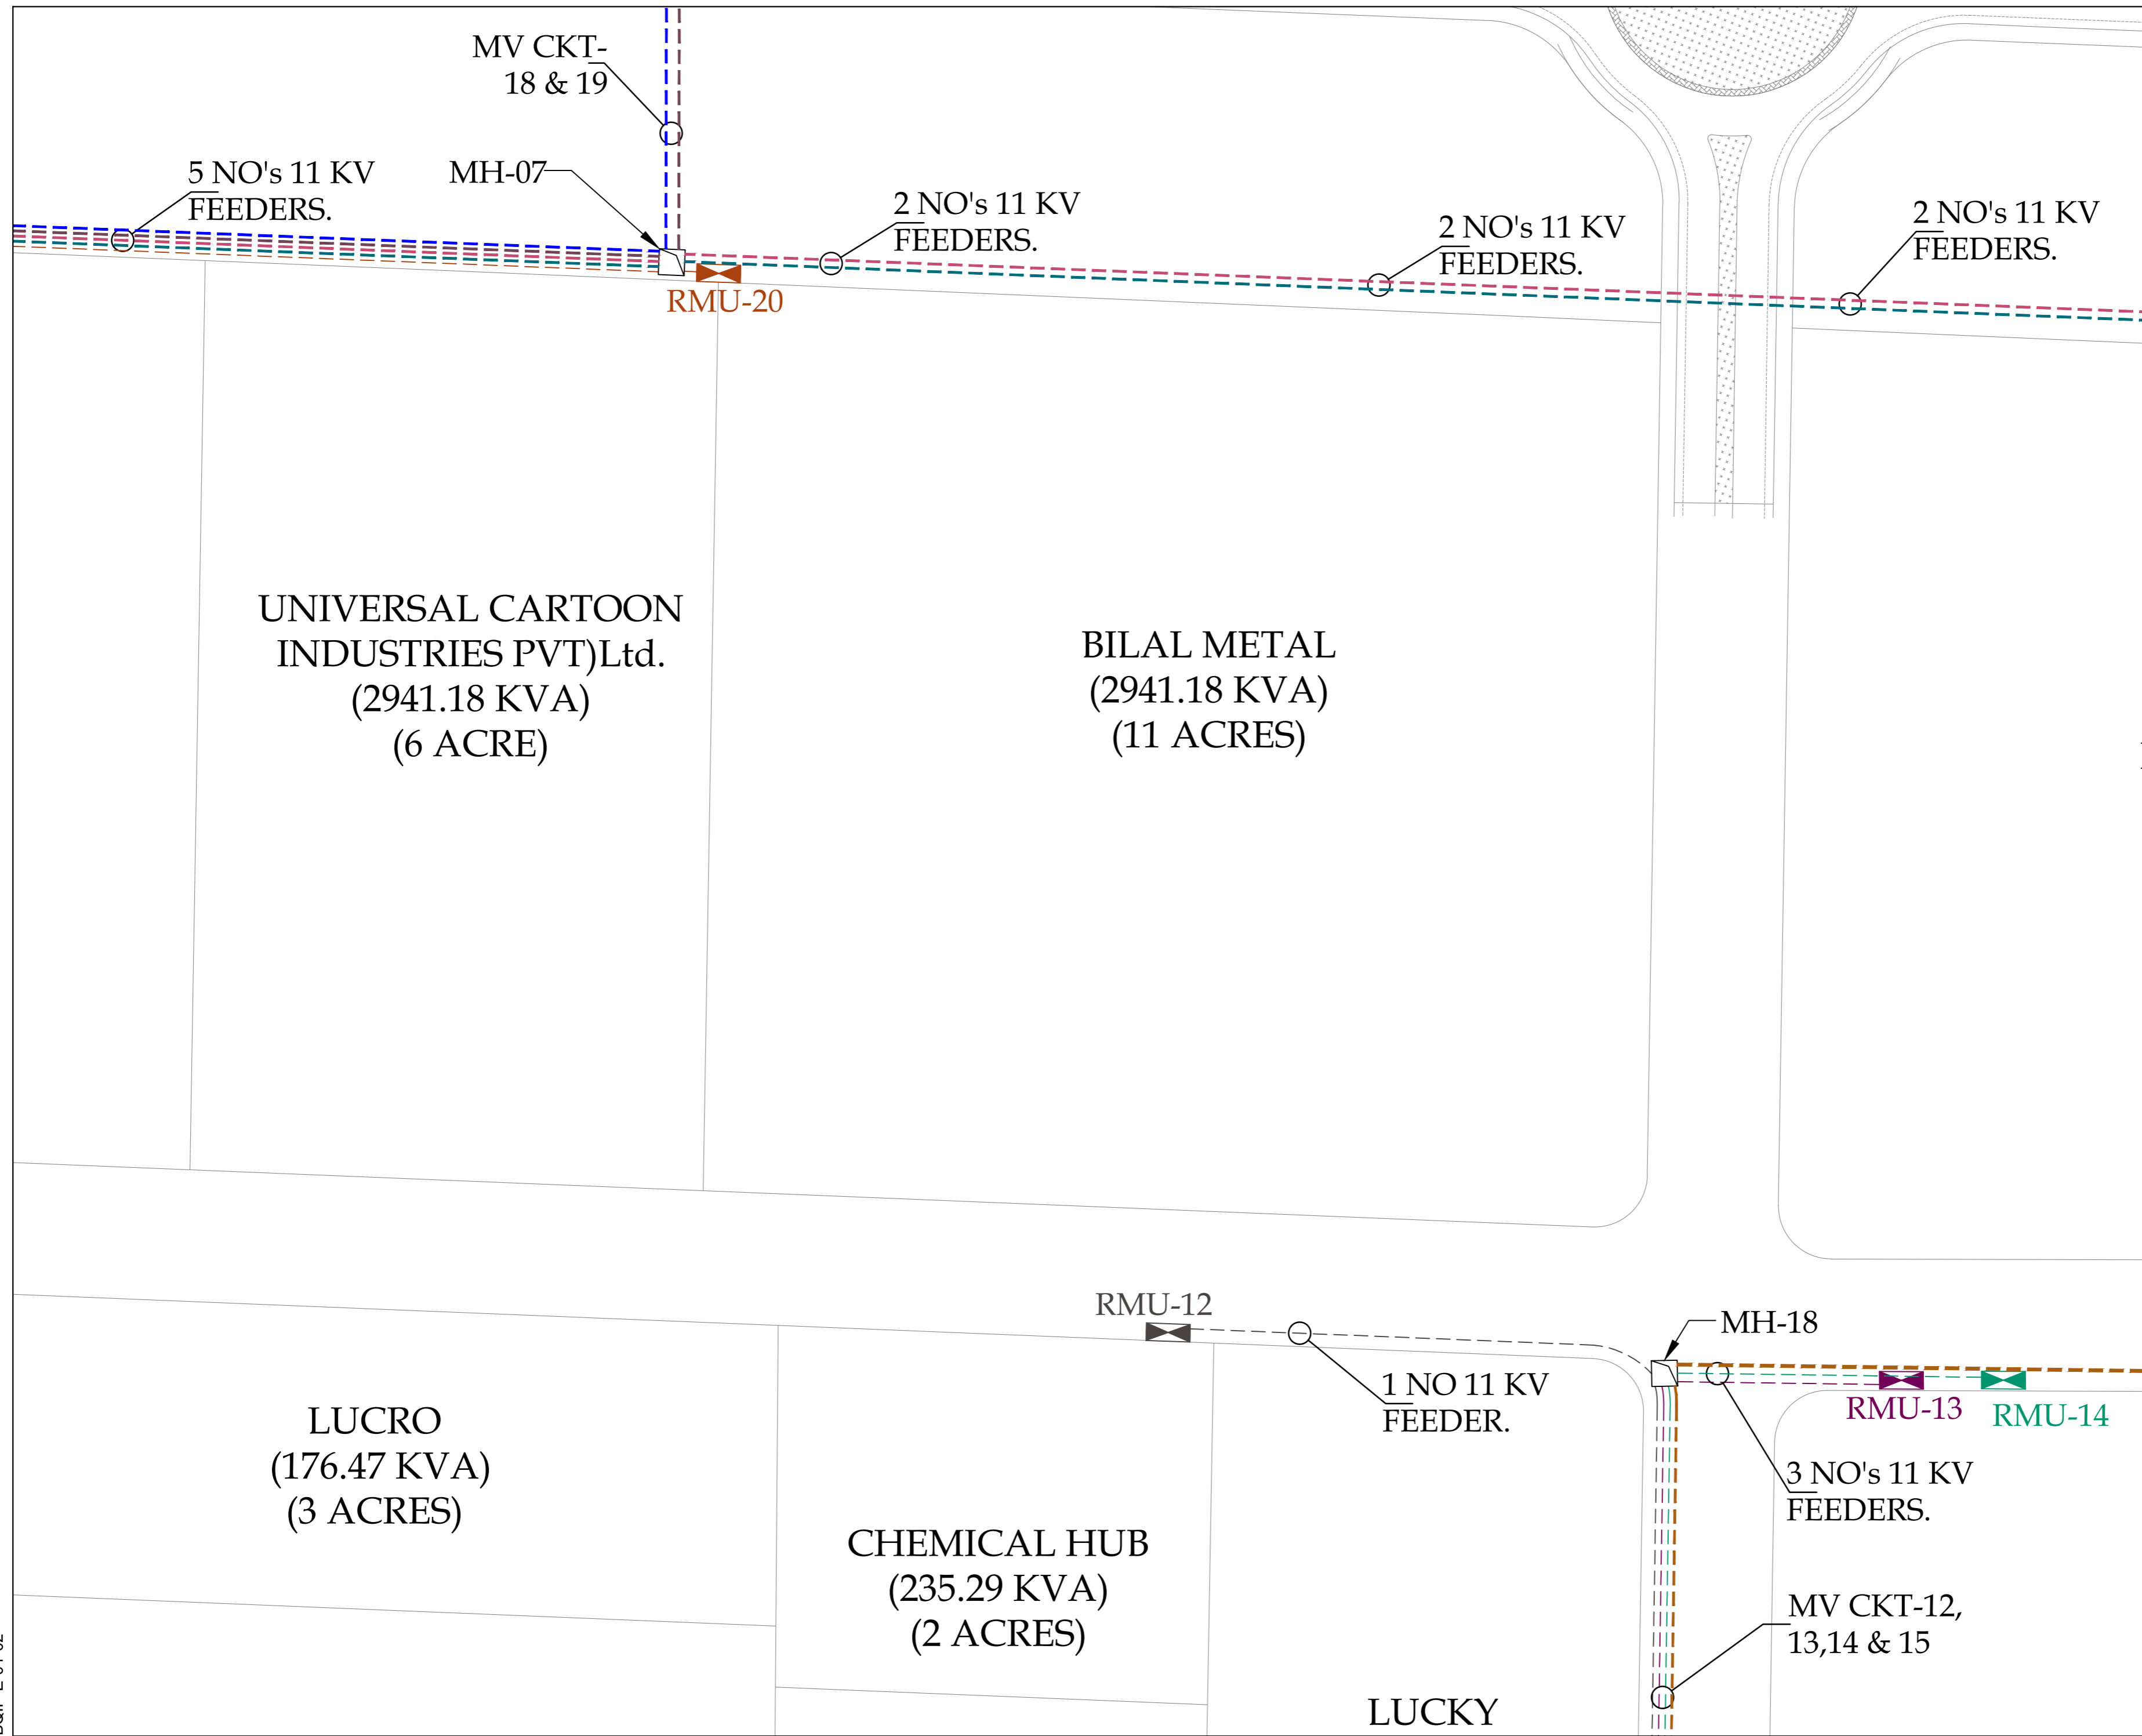 MV CKT-
18 & 19
5 NO's 11 KV
FEEDERS.
MH-07
2 NO's 11 KV
FEEDERS.
2 NO's 11 KV
FEEDERS.
2 NO's 11 KV
FEEDERS.
RMU-20
UNIVERSAL CARTOON
INDUSTRIES PVT)Ltd.
(2941.18 KVA)
(6 ACRE)
BILAL METAL
(2941.18 KVA)
(11 ACRES)
RMU-12
MH-18
1 NO 11 KV
FEEDER.
RMU-13
RMU-14
LUCRO
(176.47 KVA)
(3 ACRES)
3 NO's 11 KV
FEEDERS.
CHEMICAL HUB
(235.29 KVA)
(2 ACRES)
MV CKT-12,
13,14 & 15
LUCKY